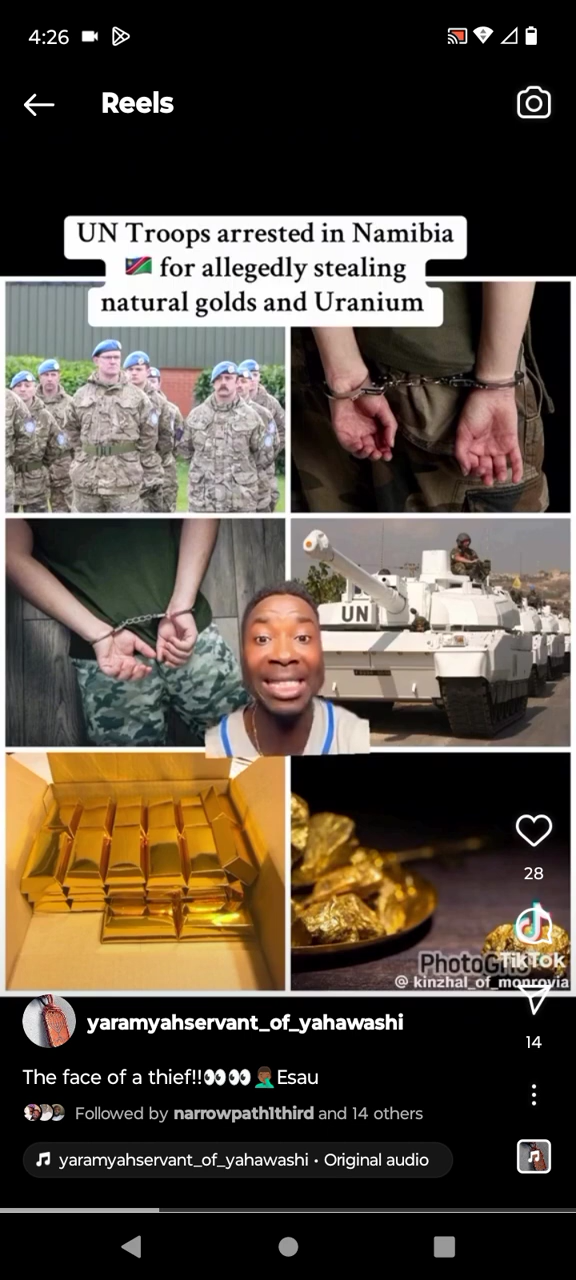 4:26
Reels
UN Troops arrested in Namibia
🇳🇦 for allegedly stealing
natural golds and Uranium
UN
28
PhotoGrid
TikTok
@ kinzhal_of_monrovia
yaramyahservant_of_yahawashi
14
The face of a thief!!👀👀🤦🏾‍♂️Esau
Followed by narrowpath1third and 14 others
yaramyahservant_of_yahawashi • Original audio